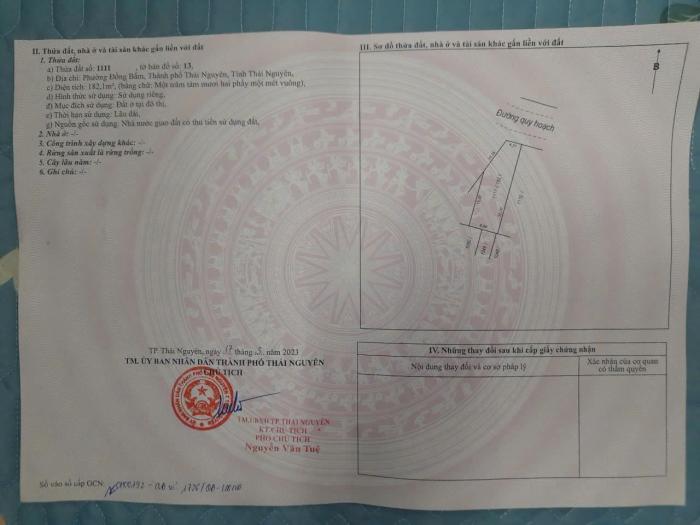 II. Thửa đất, nhà ở và tài sản khác gắn liền với đất
1. Thửa đất:
a) Thửa đất số: 1111 , tờ bản đồ số: 13,
b) Địa chỉ: Phường Đồng Bẩm, Thành phố Thái Nguyên, Tỉnh Thái Nguyên,
c) Diện tích: 182,1m², (bằng chữ: Một trăm tám mươi hai phẩy một mét vuông),
d) Hình thức sử dụng: Sử dụng riêng,
đ) Mục đích sử dụng: Đất ở tại đô thị,
e) Thời hạn sử dụng: Lâu dài,
g) Nguồn gốc sử dụng: Nhà nước giao đất có thu tiền sử dụng đất,
2. Nhà ở: -/-
3. Công trình xây dựng khác: -/-
4. Rừng sản xuất là rừng trồng: -/-
5. Cây lâu năm: -/-
6. Ghi chú: -/-
TP. Thái Nguyên, ngày 17 tháng 5 năm 2023
TM. ỦY BAN NHÂN DÂN THÀNH PHỐ THÁI NGUYÊN
CHỦ TỊCH
TM.UBND TP.THÁI NGUYÊN
KT.CHỦ TỊCH
PHÓ CHỦ TỊCH
Nguyễn Văn Tuệ
Số vào sổ cấp GCN:
III. Sơ đồ thửa đất, nhà ở và tài sản khác gắn liền với đất
B
Đường quy hoạch
IV. Những thay đổi sau khi cấp giấy chứng nhận
Nội dung thay đổi và cơ sở pháp lý
Xác nhận của cơ quan
có thẩm quyền